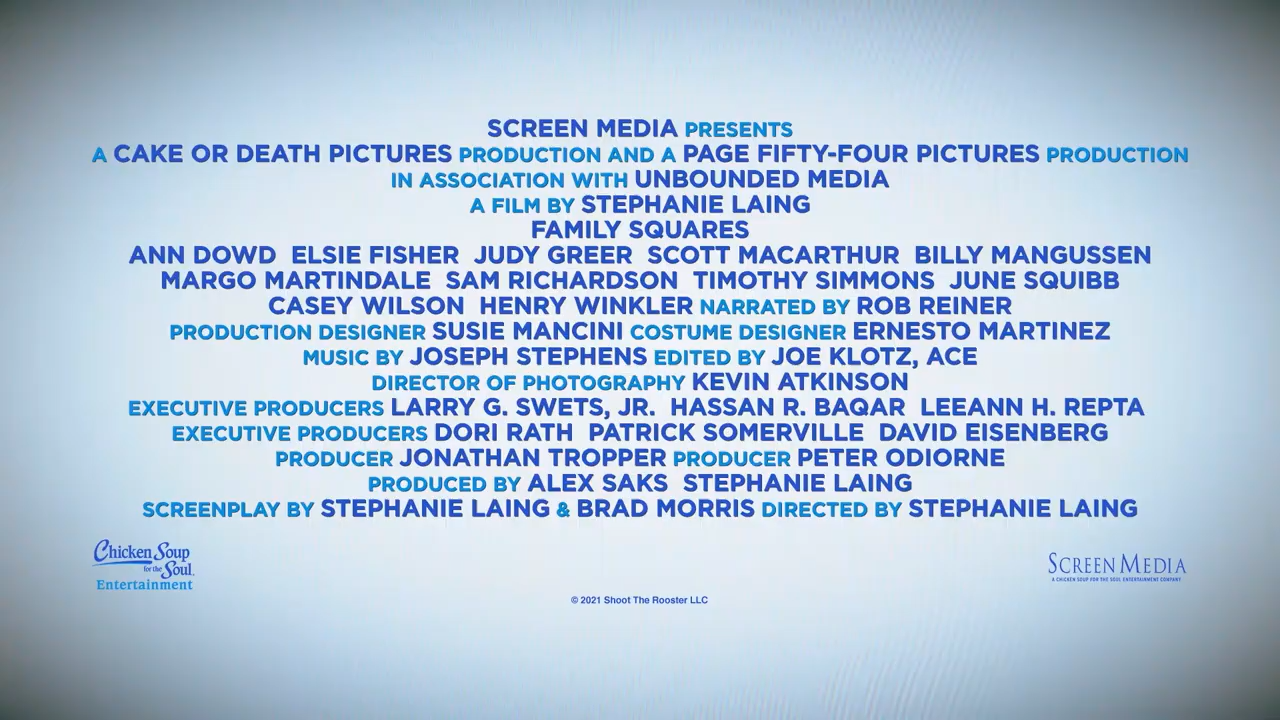 SCREEN MEDIA PRESENTS
A CAKE OR DEATH PICTURES PRODUCTION AND A PAGE FIFTY-FOUR PICTURES PRODUCTION
IN ASSOCIATION WITH UNBOUNDED MEDIA
A FILM BY STEPHANIE LAING
FAMILY SQUARES
ANN DOWD ELSIE FISHER JUDY GREER SCOTT MACARTHUR BILLY MANGUSSEN
MARGO MARTINDALE SAM RICHARDSON TIMOTHY SIMMONS JUNE SQUIBB
CASEY WILSON HENRY WINKLER NARRATED BY ROB REINER
PRODUCTION DESIGNER SUSIE MANCINI COSTUME DESIGNER ERNESTO MARTINEZ
MUSIC BY JOSEPH STEPHENS EDITED BY JOE KLOTZ, ACE
DIRECTOR OF PHOTOGRAPHY KEVIN ATKINSON
EXECUTIVE PRODUCERS LARRY G. SWETS, JR. HASSAN R. BAQAR LEEANN H. REPTA
EXECUTIVE PRODUCERS DORI RATH PATRICK SOMERVILLE DAVID EISENBERG
PRODUCER JONATHAN TROPPER PRODUCER PETER ODIORNE
PRODUCED BY ALEX SAKS STEPHANIE LAING
SCREENPLAY BY STEPHANIE LAING & BRAD MORRIS DIRECTED BY STEPHANIE LAING
Chicken Soup
for the Soul
Entertainment
SCREEN MEDIA
A CHICKEN SOUP FOR THE SOUL ENTERTAINMENT COMPANY
© 2021 Shoot The Rooster LLC